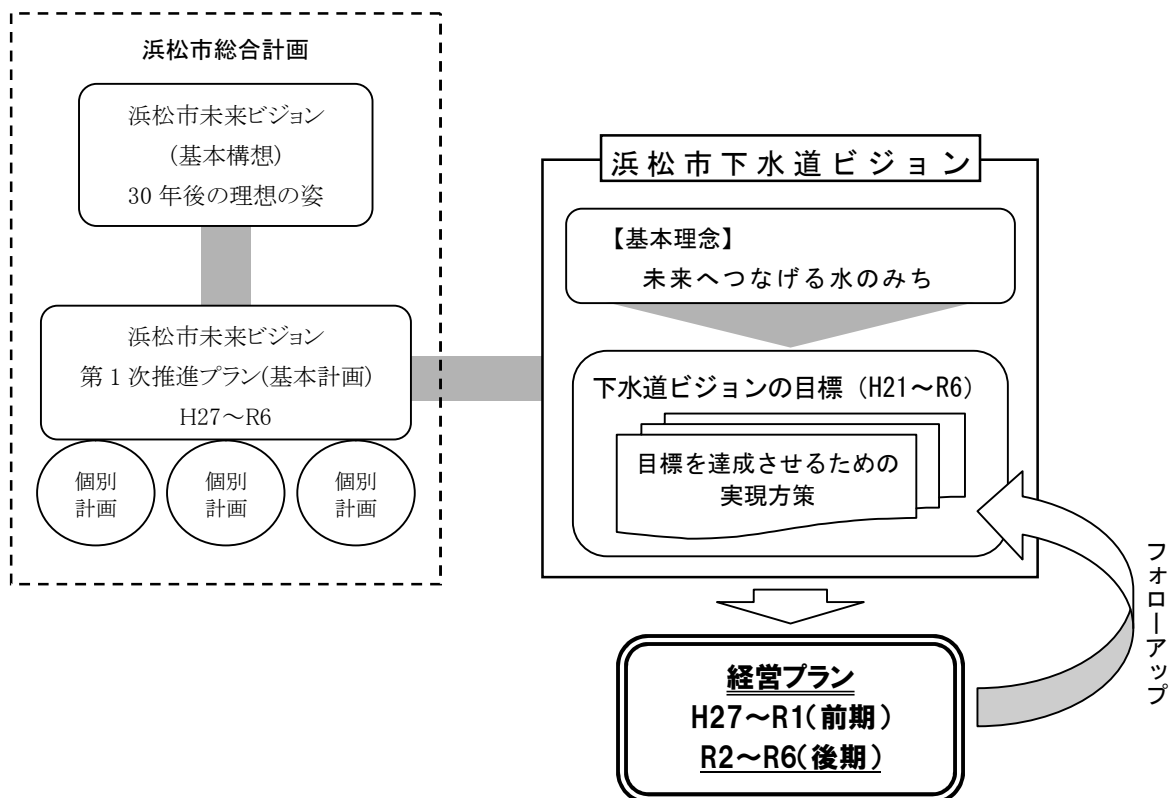 浜松市総合計画
浜松市未来ビジョン
(基本構想)
30年後の理想の姿
浜松市未来ビジョン
第1次推進プラン(基本計画)
H27～R6
個別
計画
個別
計画
個別
計画
浜松市下水道ビジョン
【基本理念】
未来へつなげる水のみち
下水道ビジョンの目標（H21～R6）
目標を達成させるための
実現方策
フォローアップ
経営プラン
H27～R1(前期)
R2～R6(後期)